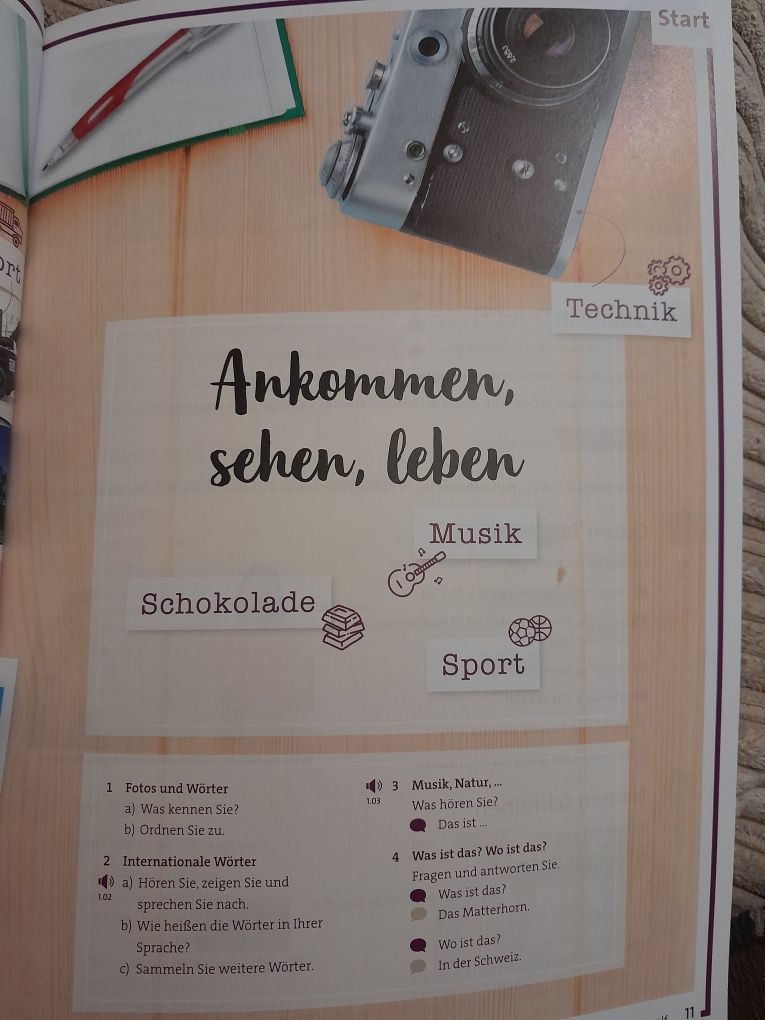 Start
Technik
Ankommen,
sehen, leben
Musik
Schokolade
Sport
1 Fotos und Wörter
a) Was kennen Sie?
b) Ordnen Sie zu.
2 Internationale Wörter
1.02
a) Hören Sie, zeigen Sie und
sprechen Sie nach.
b) Wie heißen die Wörter in Ihrer
Sprache?
c) Sammeln Sie weitere Wörter.
1.03
3 Musik, Natur, ...
Was hören Sie?
Das ist ...
4 Was ist das? Wo ist das?
Fragen und antworten Sie.
Was ist das?
Das Matterhorn.
Wo ist das?
In der Schweiz.
11